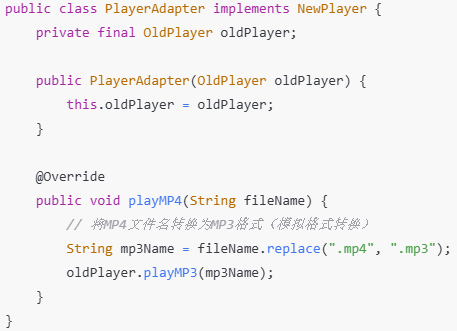 public class PlayerAdapter implements NewPlayer {
    private final OldPlayer oldPlayer;

    public PlayerAdapter(OldPlayer oldPlayer) {
        this.oldPlayer = oldPlayer;
    }

    @Override
    public void playMP4(String fileName) {
        // 将MP4文件名转换为MP3格式（模拟格式转换）
        String mp3Name = fileName.replace(".mp4", ".mp3");
        oldPlayer.playMP3(mp3Name);
    }
}